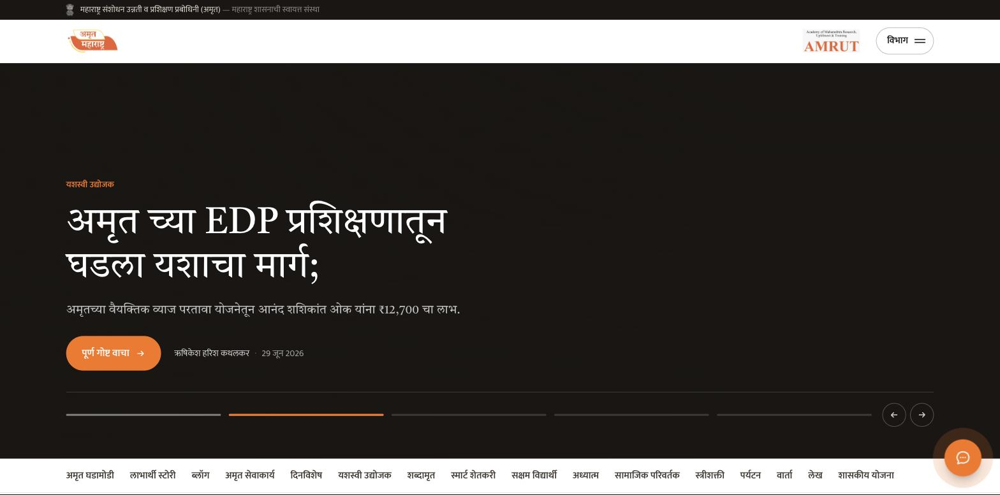 महाराष्ट्र संशोधन उन्नती व प्रशिक्षण प्रबोधिनी (अमृत) — महाराष्ट्र शासनाची स्वायत्त संस्था
अमृत
महाराष्ट्र
Academy of Maharashtra Research,
Upliftment & Training
AMRUT
विभाग
यशस्वी उद्योजक
अमृत च्या EDP प्रशिक्षणातून
घडला यशाचा मार्ग;
अमृतच्या वैयक्तिक व्याज परतावा योजनेतून आनंद शशिकांत ओक यांना ₹12,700 चा लाभ.
पूर्ण गोष्ट वाचा → ऋषिकेश हरिश कथलकर · 29 जून 2026
अमृत घडामोडी लाभार्थी स्टोरी ब्लॉग अमृत सेवाकार्य दिनविशेष यशस्वी उद्योजक शब्दामृत स्मार्ट शेतकरी सक्षम विद्यार्थी अध्यात्म सामाजिक परिवर्तक स्त्रीशक्ती पर्यटन वार्ता लेख शासकीय योजना